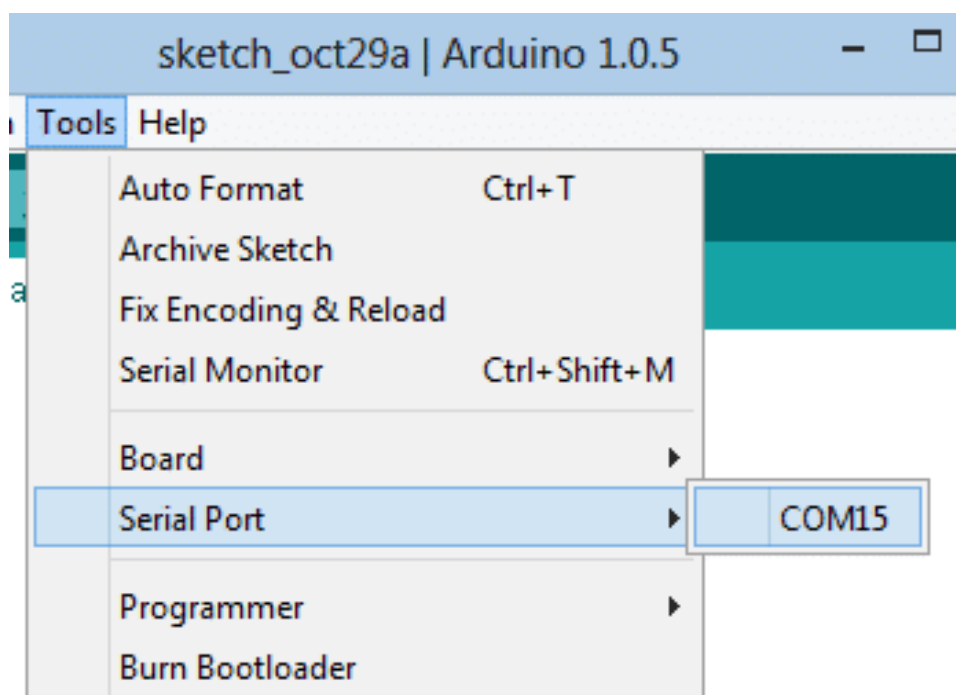 sketch_oct29a | Arduino 1.0.5
Tools Help
Auto Format Ctrl+T
Archive Sketch
Fix Encoding & Reload
Serial Monitor Ctrl+Shift+M
Board
Serial Port COM15
Programmer
Burn Bootloader